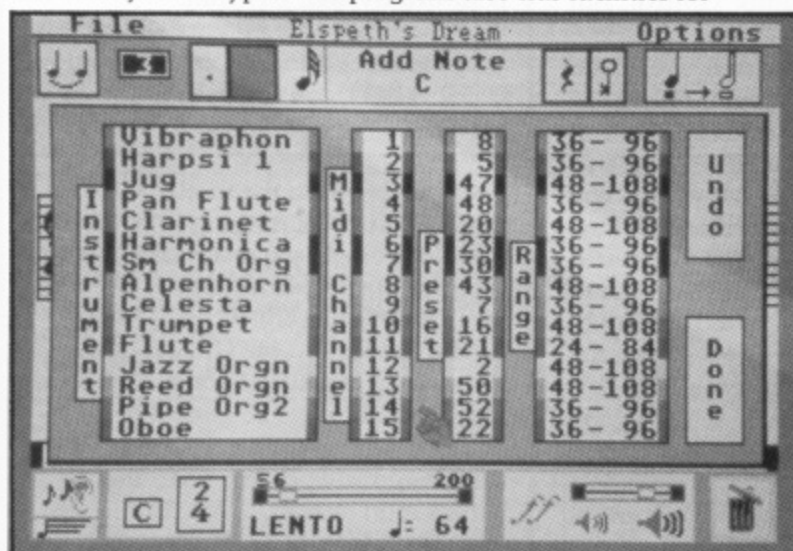 File Elspeth's Dream Options
Add Note
C
Instrument Midi Channel Preset Range
Vibraphon 1 8 36- 96
Harpsi 1 2 5 36- 96
Jug 3 47 48-108
Pan Flute 4 48 36- 96
Clarinet 5 20 48-108
Harmonica 6 23 36- 96
Sm Ch Org 7 30 36- 96
Alpenhorn 8 43 48-108
Celesta 9 7 36- 96
Trumpet 10 16 48-108
Flute 11 21 24- 84
Jazz Orgn 12 2 48-108
Reed Orgn 13 50 48-108
Pipe Org2 14 52 36- 96
Oboe 15 22 36- 96
Undo
Done
56 200
C 2
4
LENTO ♩= 64
ff